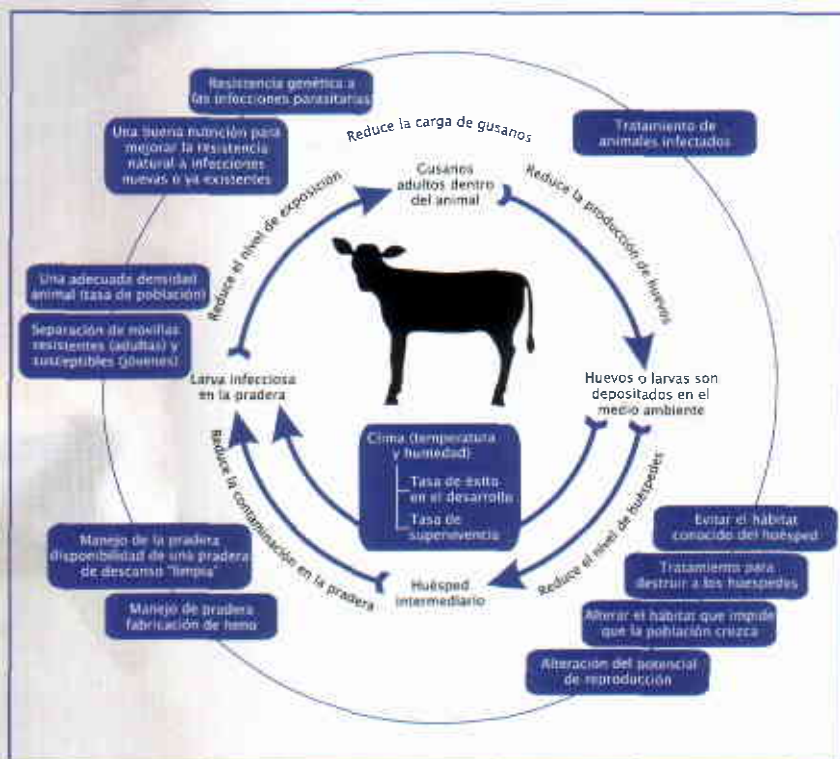 Resistencia genética a
las infecciones parasitarias
Una buena nutrición para
mejorar la resistencia
natural a infecciones
nuevas o ya existentes
Reduce la carga de gusanos
Tratamiento de
animales infectados
Gusanos
adultos dentro
del animal
Reduce el nivel de exposición
Reduce la producción de huevos
Una adecuada densidad
animal (tasa de población)
Separación de novillas
resistentes (adultas) y
susceptibles (jóvenes)
Larva infecciosa
en la pradera
Huevos o larvas son
depositados en el
medio ambiente
Clima (temperatura
y humedad)
Tasa de éxito
en el desarrollo
Tasa de
supervivencia
Reduce la contaminación en la pradera
Reduce el nivel de huéspedes
Huésped
intermediario
Manejo de la pradera
disponibilidad de una pradera
de descanso "limpia"
Manejo de pradera
fabricación de heno
Evitar el hábitat
conocido del huésped
Tratamiento para
destruir a los huéspedes
Alterar el hábitat que impide
que la población crezca
Alteración del potencial
de reproducción